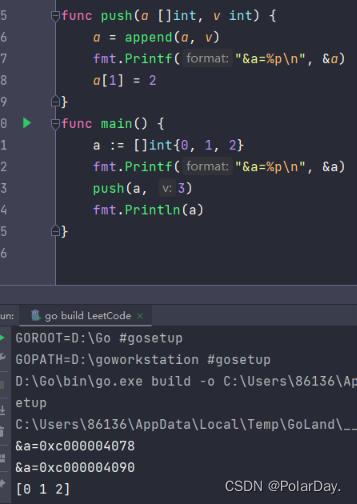 5 func push(a []int, v int) {
6 a = append(a, v)
7 fmt.Printf( format: "&a=%p\n", &a)
8 a[1] = 2
9 }
0 func main() {
1 a := []int{0, 1, 2}
2 fmt.Printf( format: "&a=%p\n", &a)
3 push(a, v: 3)
4 fmt.Println(a)
5 }
6
un: go build LeetCode ×
GOROOT=D:\Go #gosetup
GOPATH=D:\goworkstation #gosetup
D:\Go\bin\go.exe build -o C:\Users\86136\Ap
etup
C:\Users\86136\AppData\Local\Temp\GoLand\__
&a=0xc000004078
&a=0xc000004090
[0 1 2]
CSDN @PolarDay.